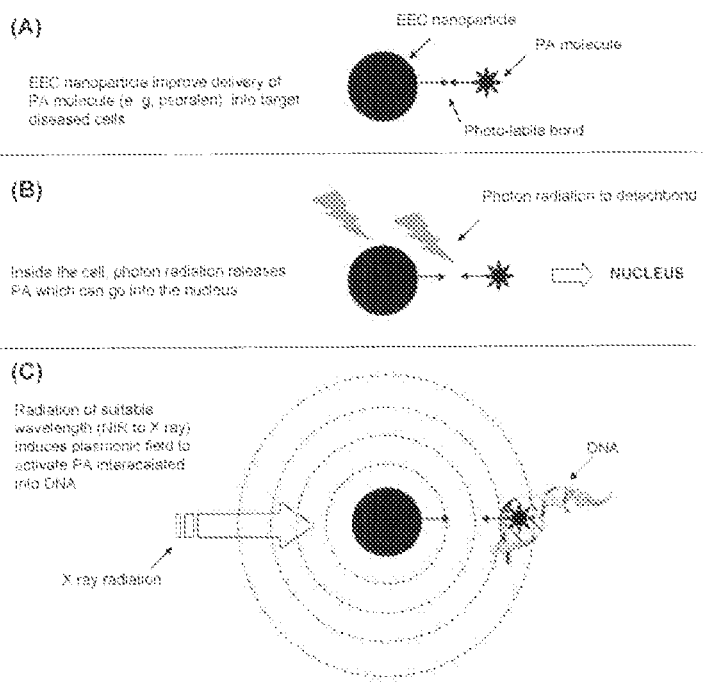 (A)
EEC nanoparticle
PA molecule
EEC nanoparticle improve delivery of
PA molecule (e. g, psoralen) into target
diseased cells
Photo-labile bond
(B)
Photon radiation to detachbond
Inside the cell, photon radiation releases
PA which can go into the nucleus
NUCLEUS
(C)
Radiation of suitable
wavelength (NIR to X ray)
induces plasmonic field to
activate PA interacalated
into DNA
DNA
X ray radiation